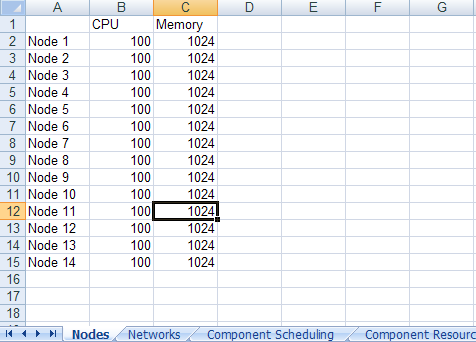 A B C D E F G
1 CPU Memory
2 Node 1 100 1024
3 Node 2 100 1024
4 Node 3 100 1024
5 Node 4 100 1024
6 Node 5 100 1024
7 Node 6 100 1024
8 Node 7 100 1024
9 Node 8 100 1024
10 Node 9 100 1024
11 Node 10 100 1024
12 Node 11 100 1024
13 Node 12 100 1024
14 Node 13 100 1024
15 Node 14 100 1024
16
17
18
Nodes Networks Component Scheduling Component Resourc